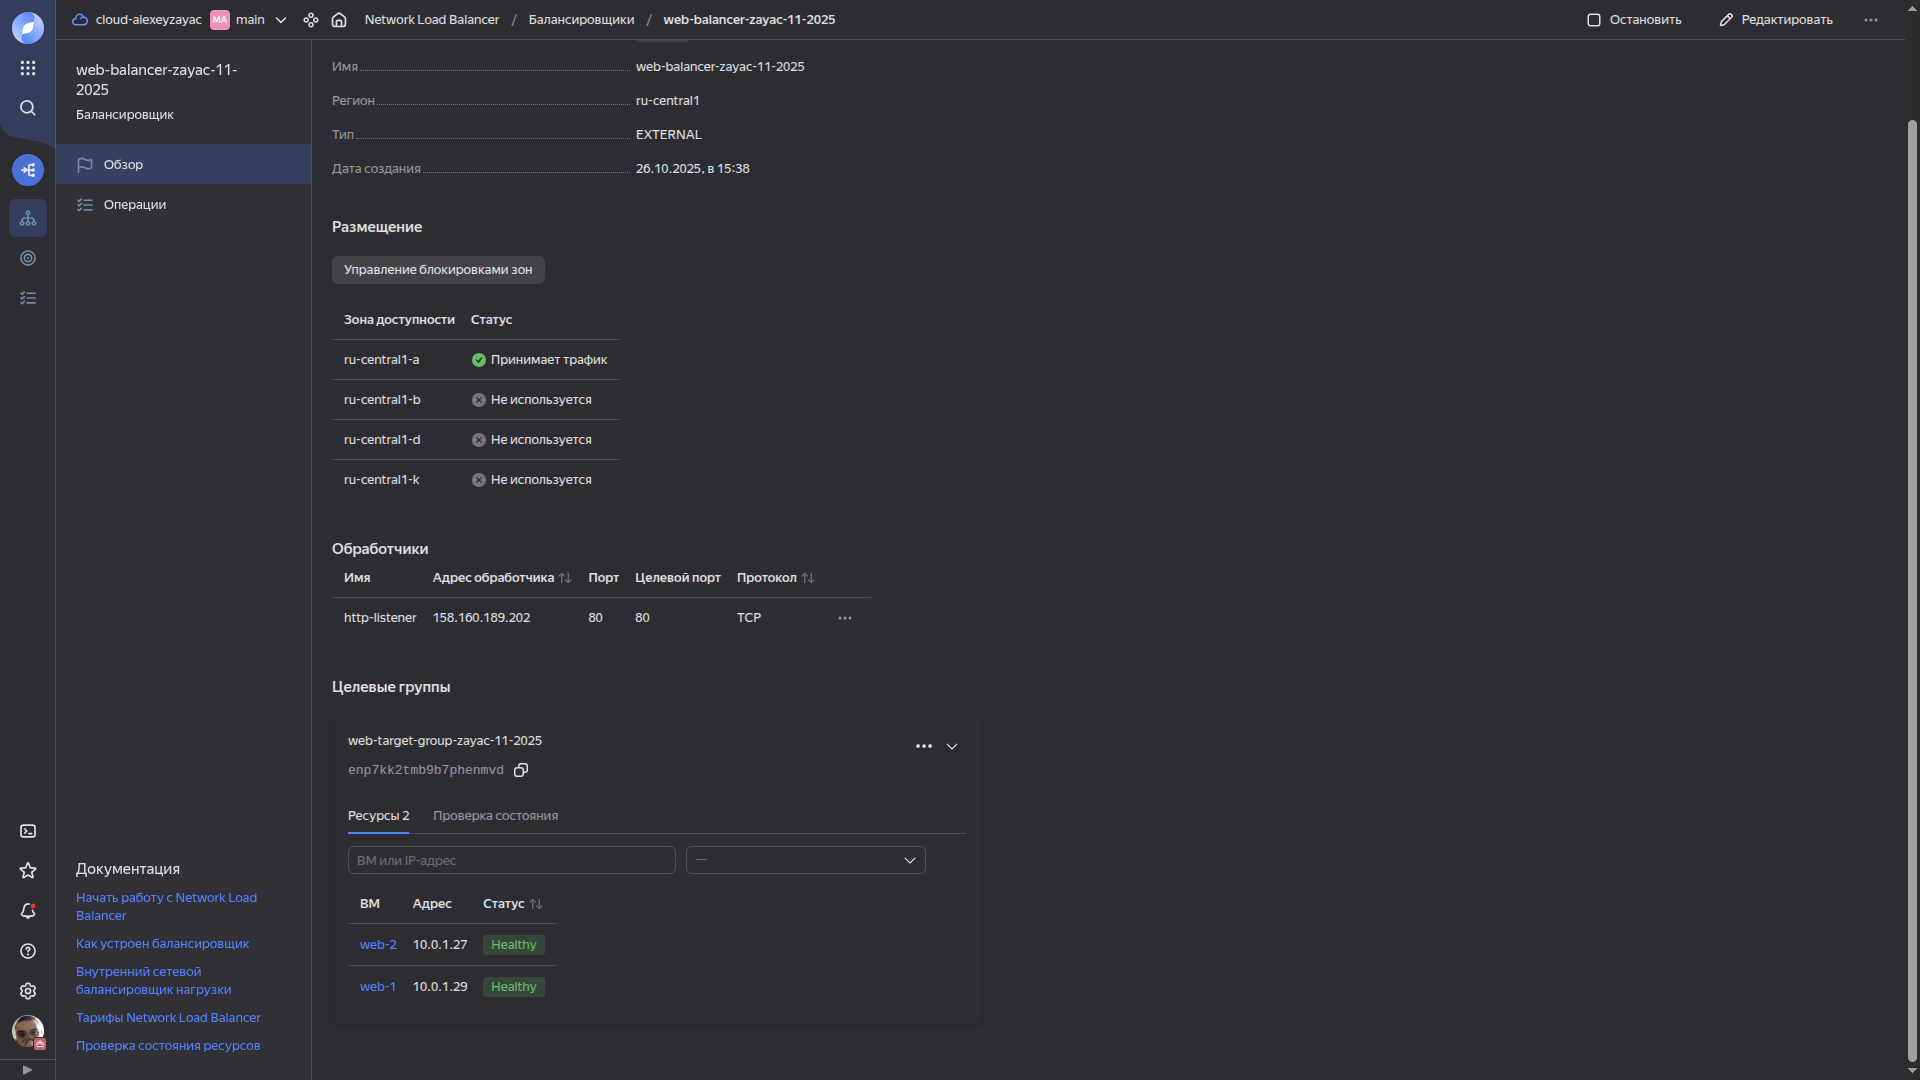 cloud-alexeyzayac MA main Network Load Balancer / Балансировщики / web-balancer-zayac-11-2025 Остановить Редактировать
web-balancer-zayac-11-
2025
Балансировщик
Обзор
Операции
Имя web-balancer-zayac-11-2025
Регион ru-central1
Тип EXTERNAL
Дата создания 26.10.2025, в 15:38
Размещение
Управление блокировками зон
Зона доступности Статус
ru-central1-a Принимает трафик
ru-central1-b Не используется
ru-central1-d Не используется
ru-central1-k Не используется
Обработчики
Имя Адрес обработчика Порт Целевой порт Протокол
http-listener 158.160.189.202 80 80 TCP
Целевые группы
web-target-group-zayac-11-2025
enp7kk2tmb9b7phenmvd
Ресурсы 2 Проверка состояния
ВМ или IP-адрес —
ВМ Адрес Статус
web-2 10.0.1.27 Healthy
web-1 10.0.1.29 Healthy
Документация
Начать работу с Network Load
Balancer
Как устроен балансировщик
Внутренний сетевой
балансировщик нагрузки
Тарифы Network Load Balancer
Проверка состояния ресурсов